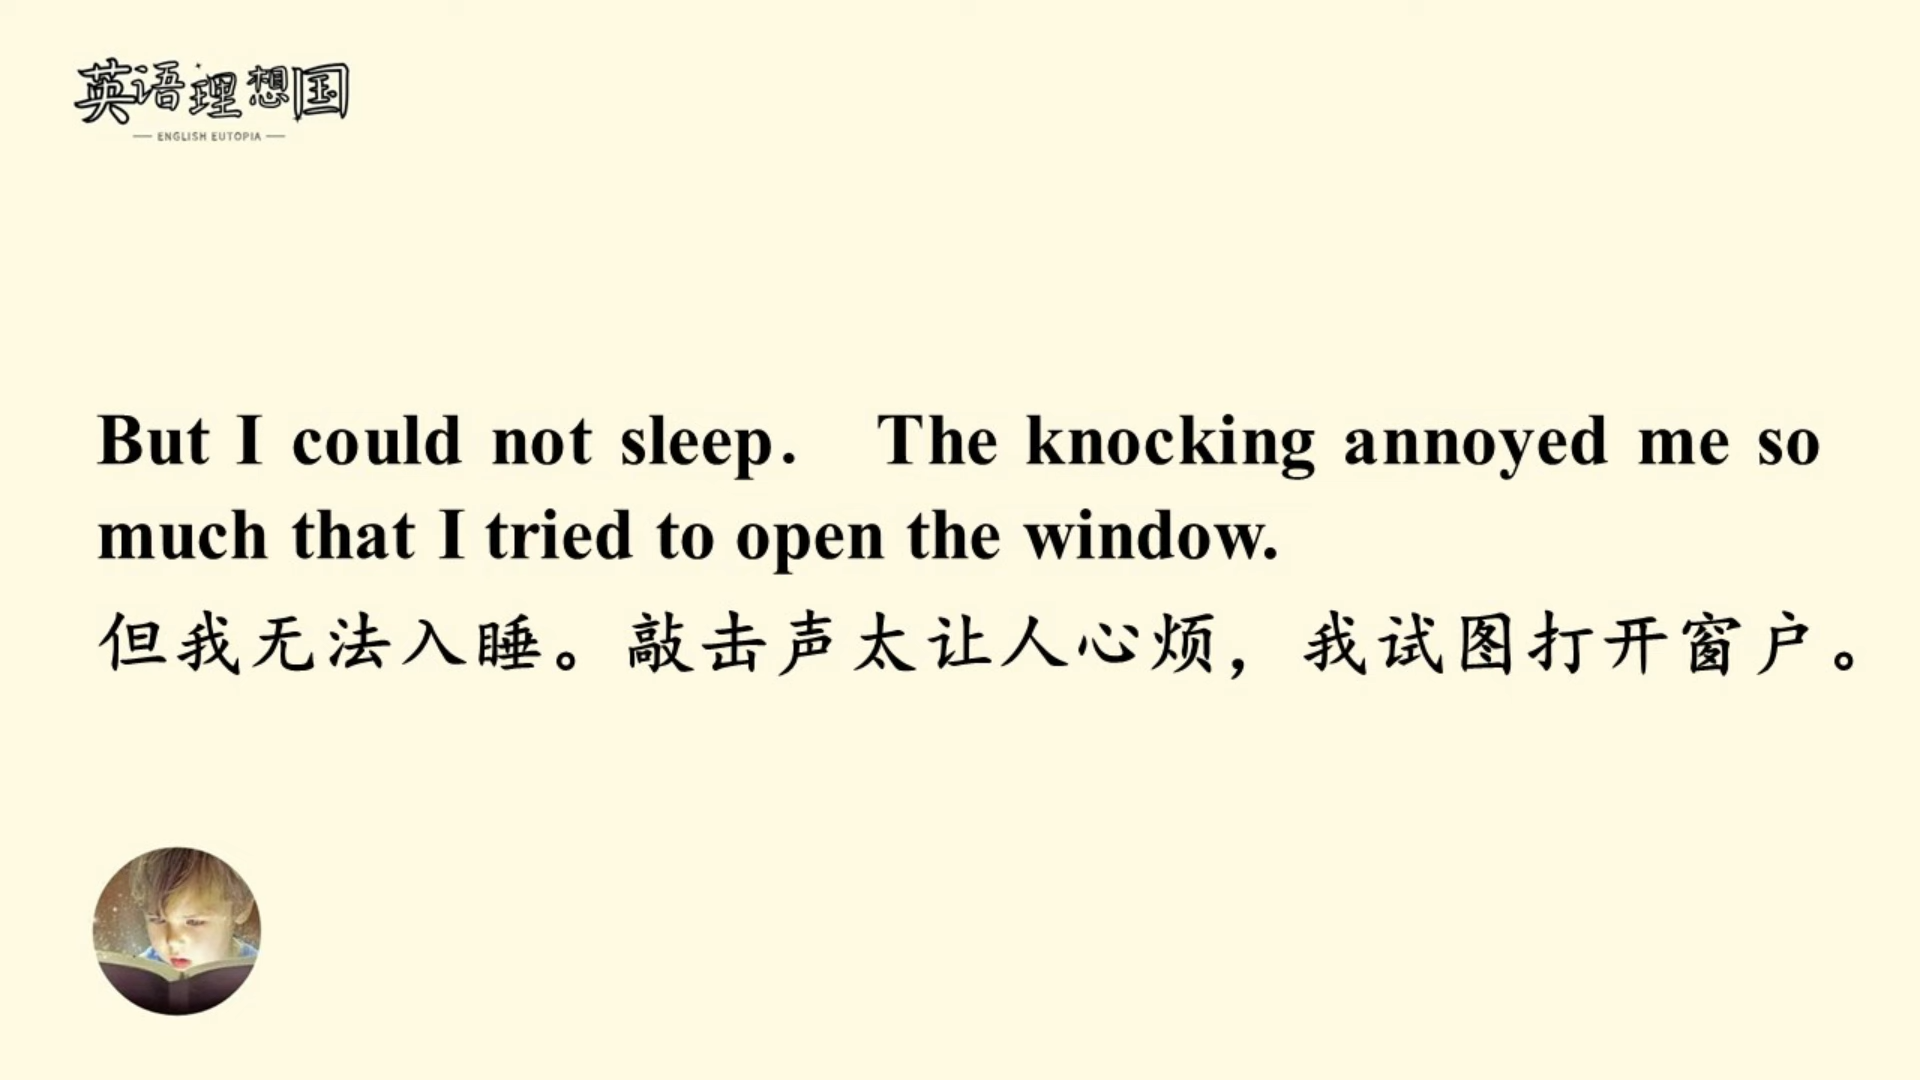 英语理想国
ENGLISH EUTOPIA
But I could not sleep. The knocking annoyed me so
much that I tried to open the window.
但我无法入睡。敲击声太让人心烦，我试图打开窗户。